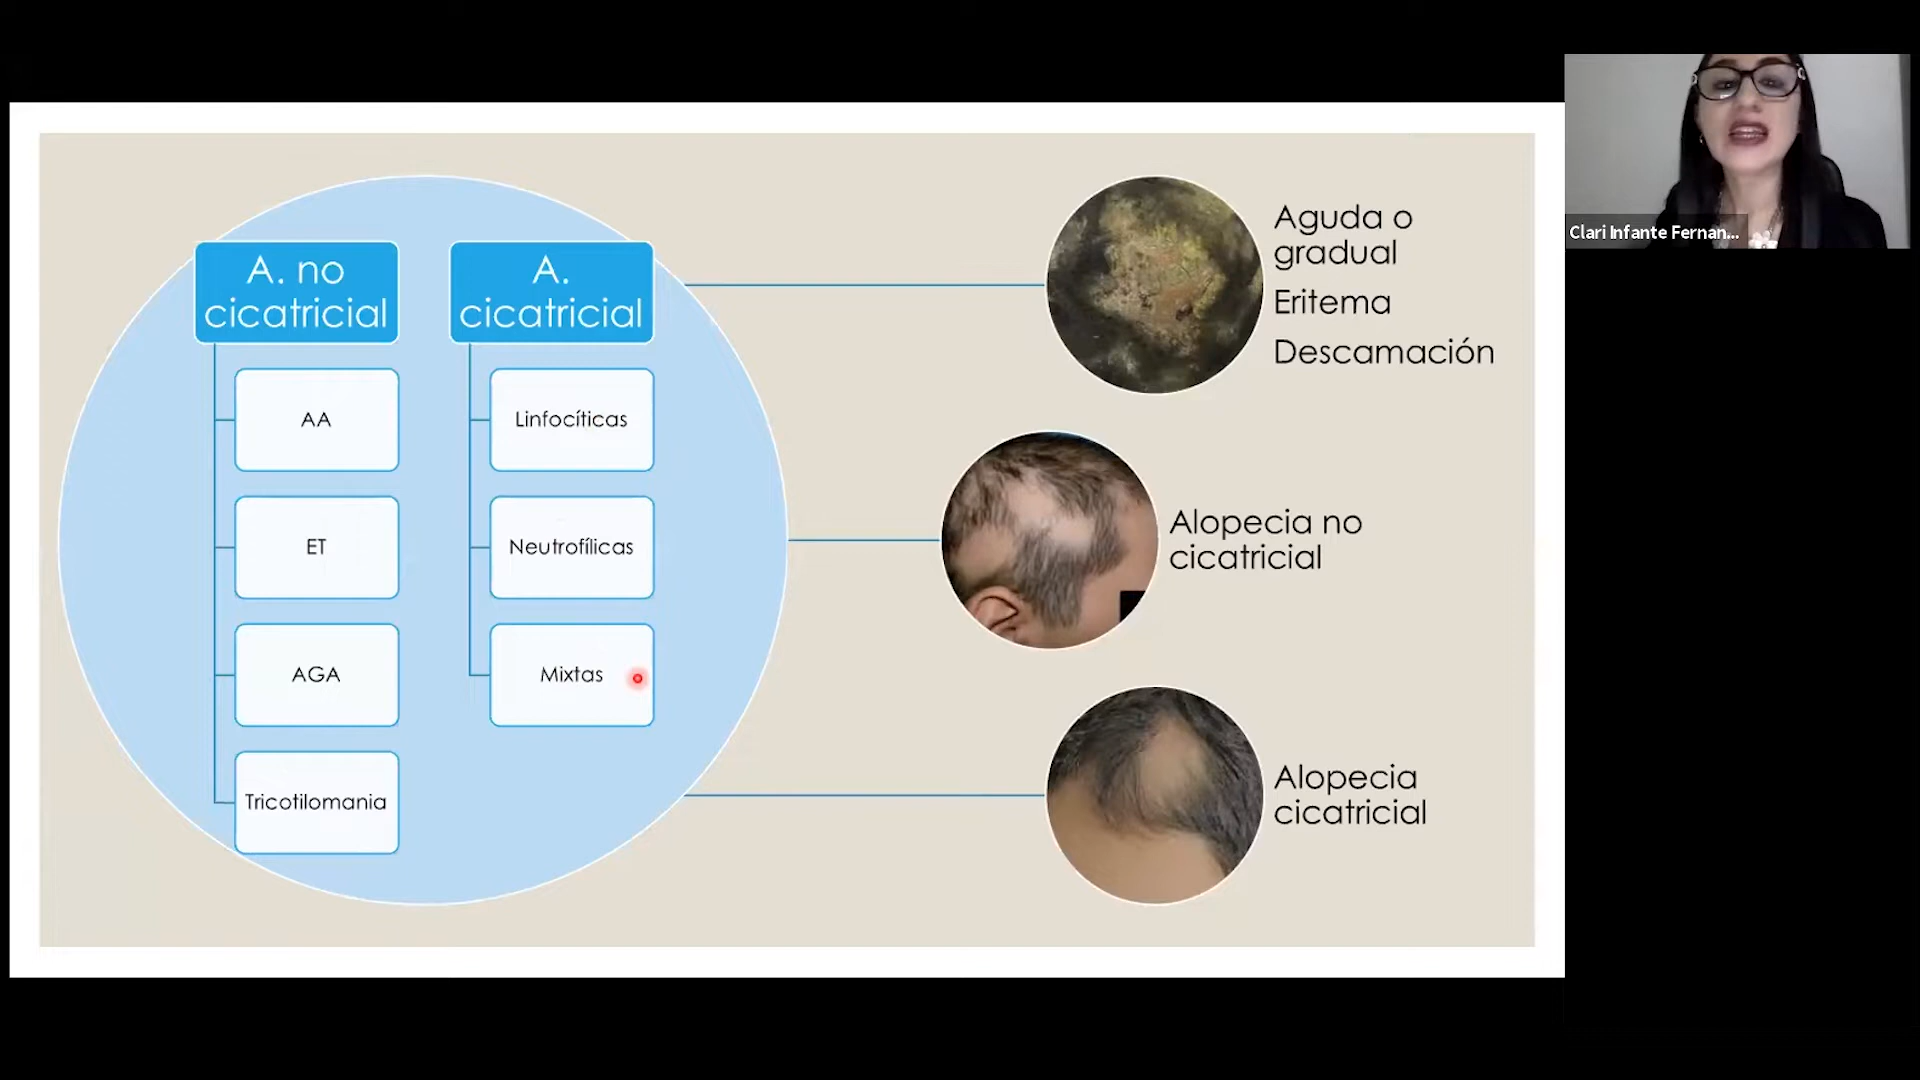 A. no
cicatricial
AA
ET
AGA
Tricotilomania
A.
cicatricial
Linfocíticas
Neutrofílicas
Mixtas
Aguda o
gradual
Eritema
Descamación
Alopecia no
cicatricial
Alopecia
cicatricial
Clari Infante Fernan...